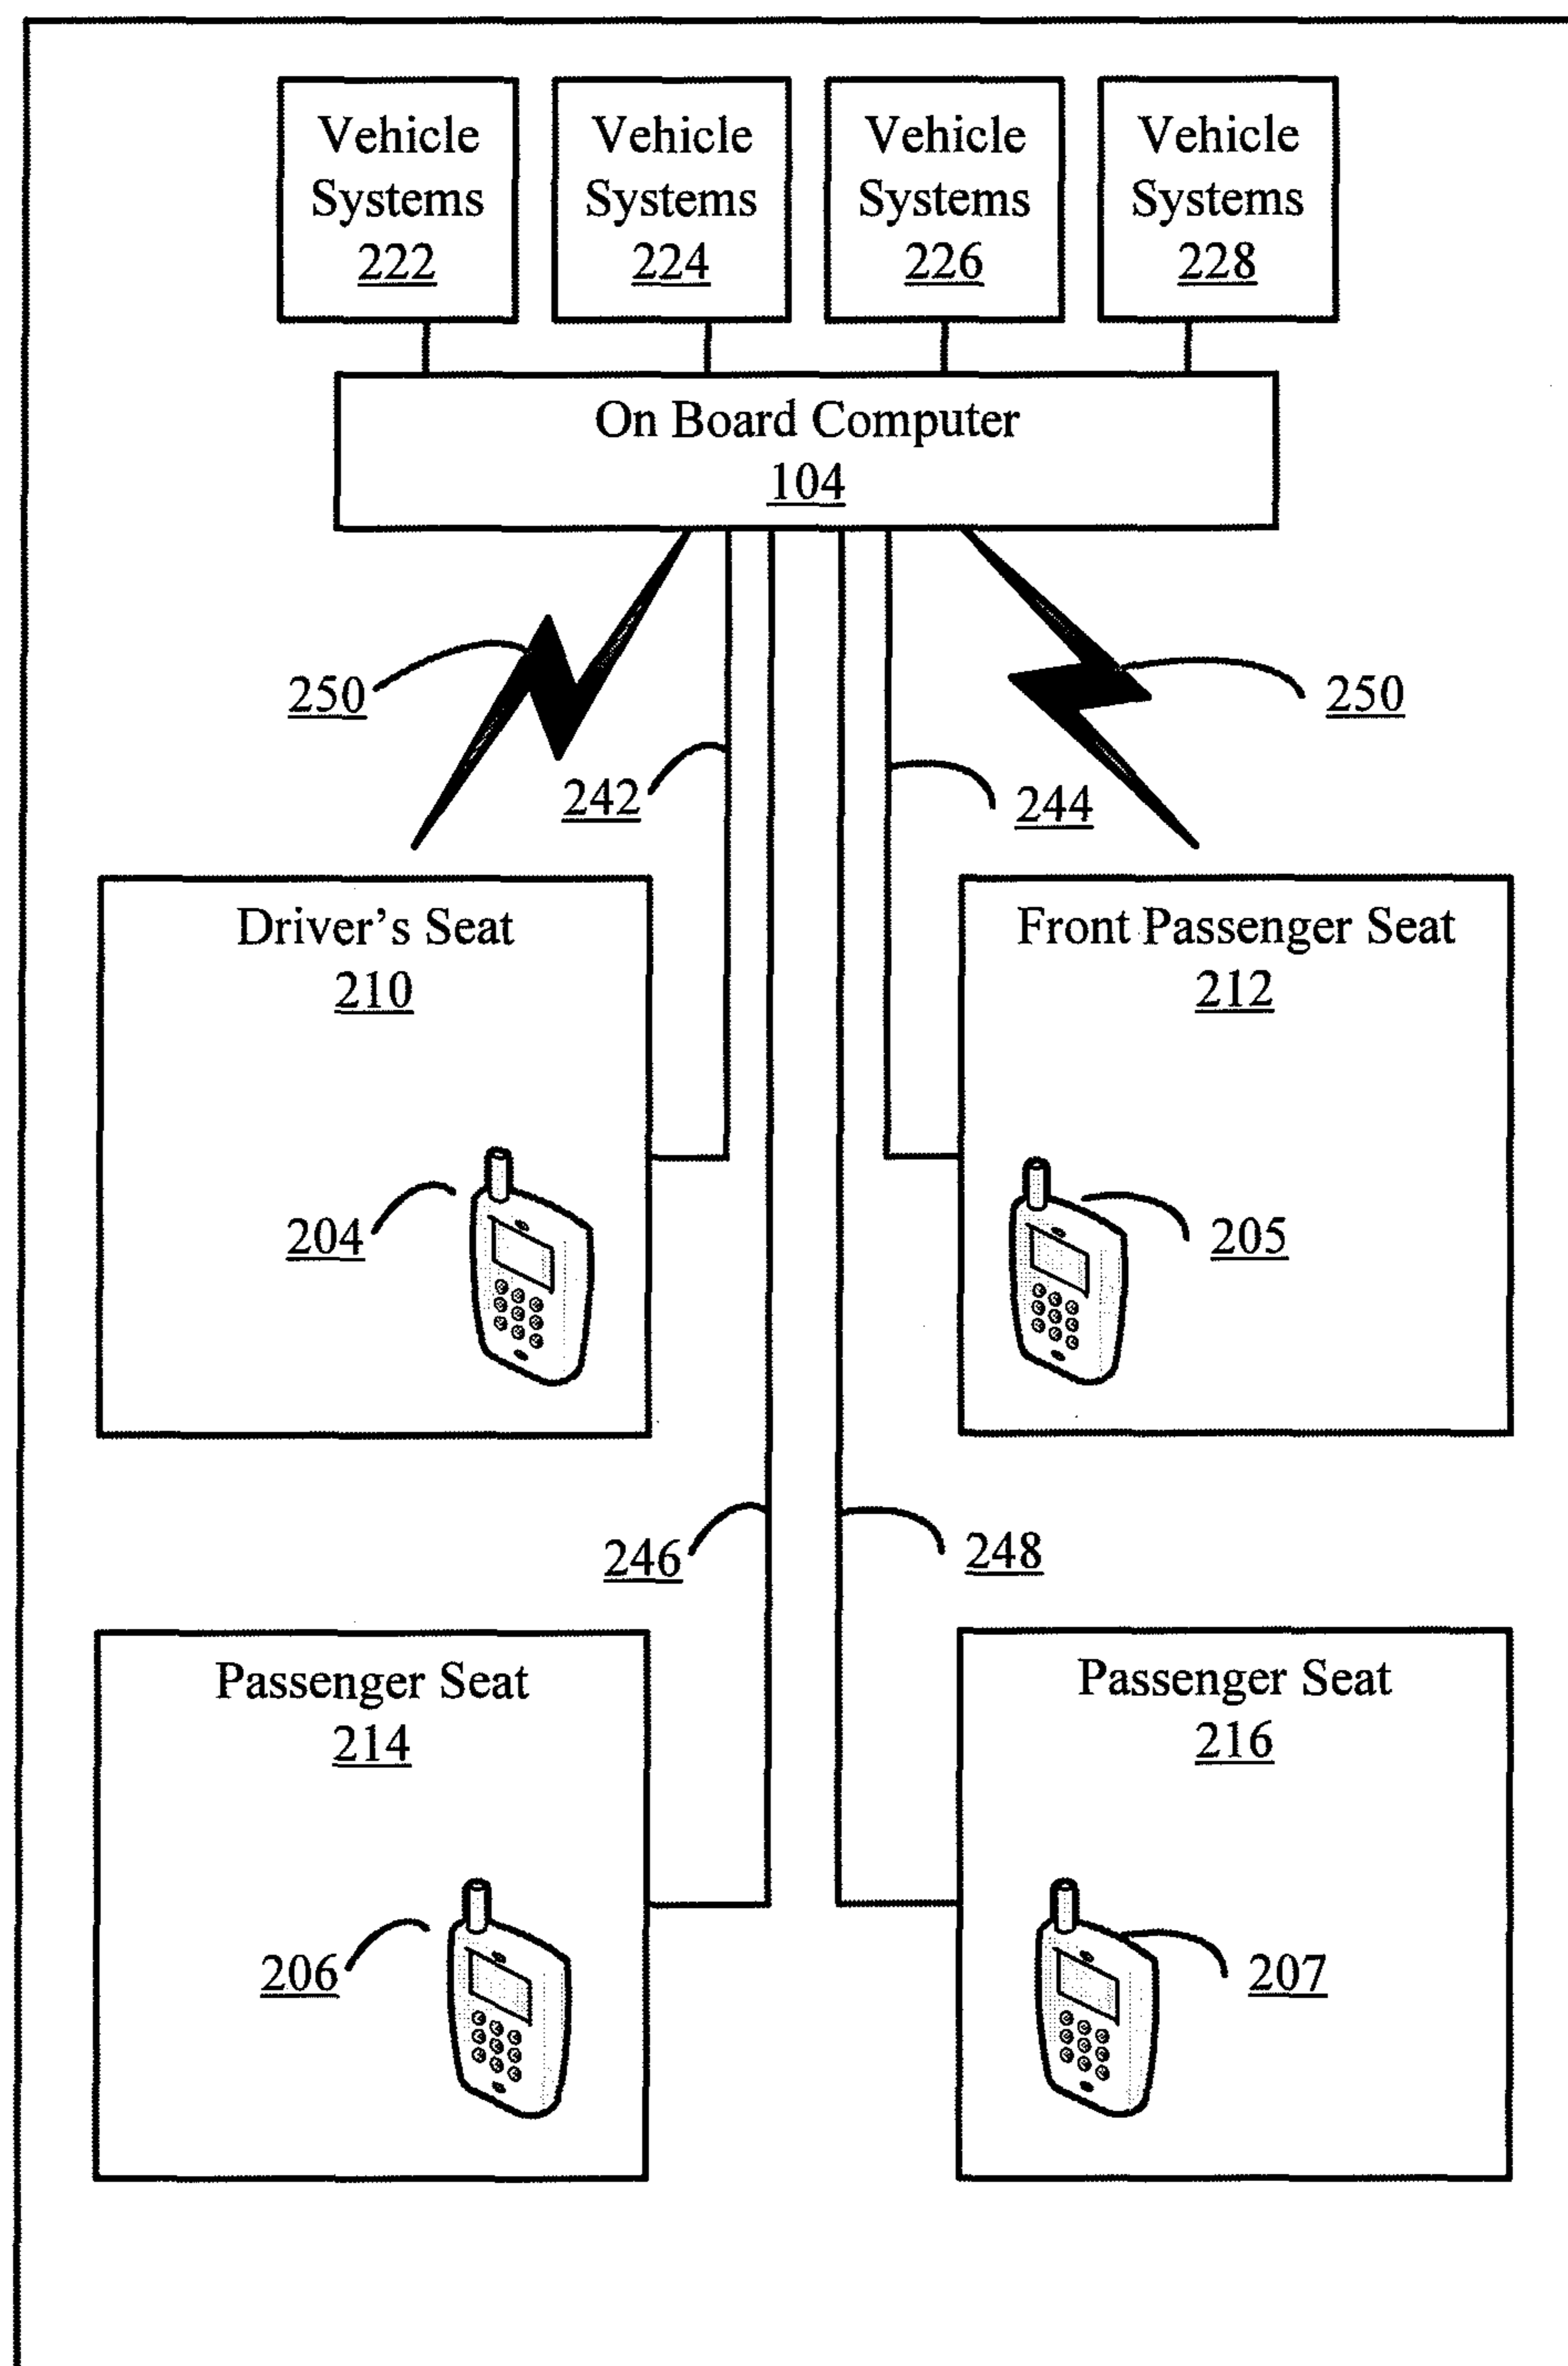 Vehicle
Systems
222
Vehicle
Systems
224
Vehicle
Systems
226
Vehicle
Systems
228
On Board Computer
104
250
250
242
244
Driver's Seat
210
Front Passenger Seat
212
204
205
246
248
Passenger Seat
214
Passenger Seat
216
206
207